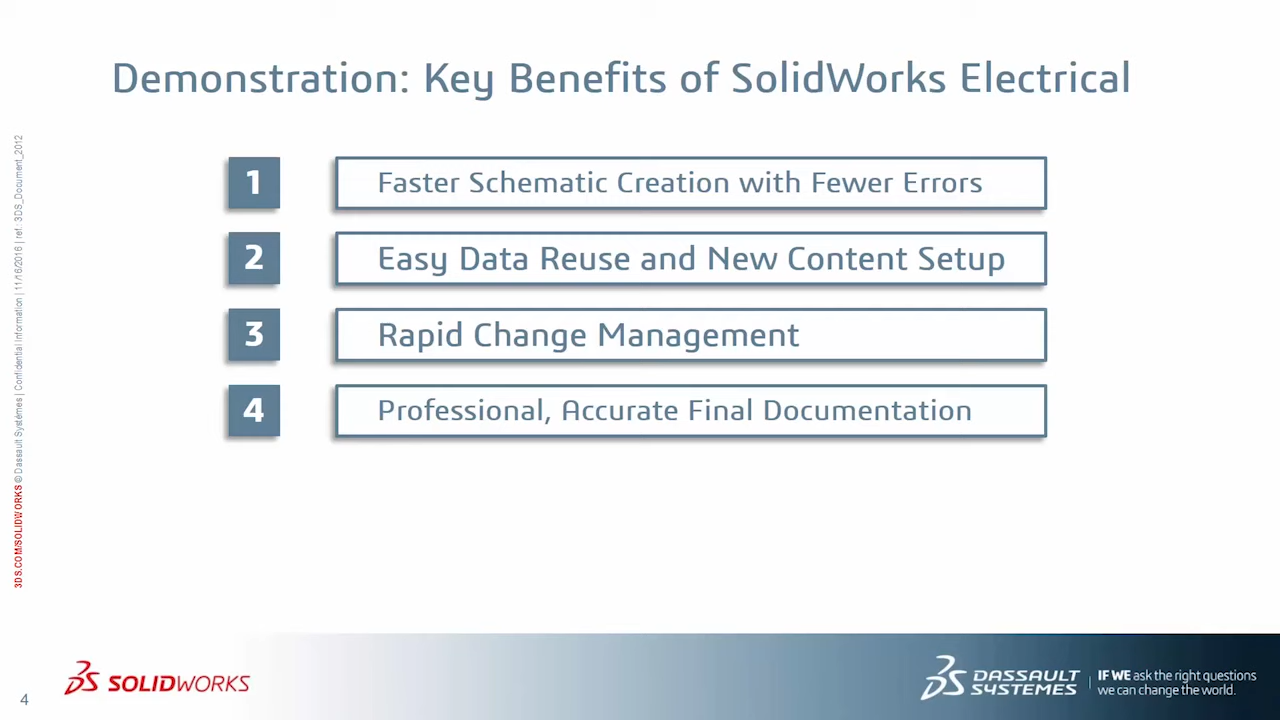 Demonstration: Key Benefits of SolidWorks Electrical
1
Faster Schematic Creation with Fewer Errors
2
Easy Data Reuse and New Content Setup
3
Rapid Change Management
4
Professional, Accurate Final Documentation
3DS.COM/SOLIDWORKS © Dassault Systèmes | Confidential Information | 11/16/2016 | ref.: 3DS_Document_2012
4
SOLIDWORKS
DASSAULT
SYSTEMES
IF WE ask the right questions
we can change the world.